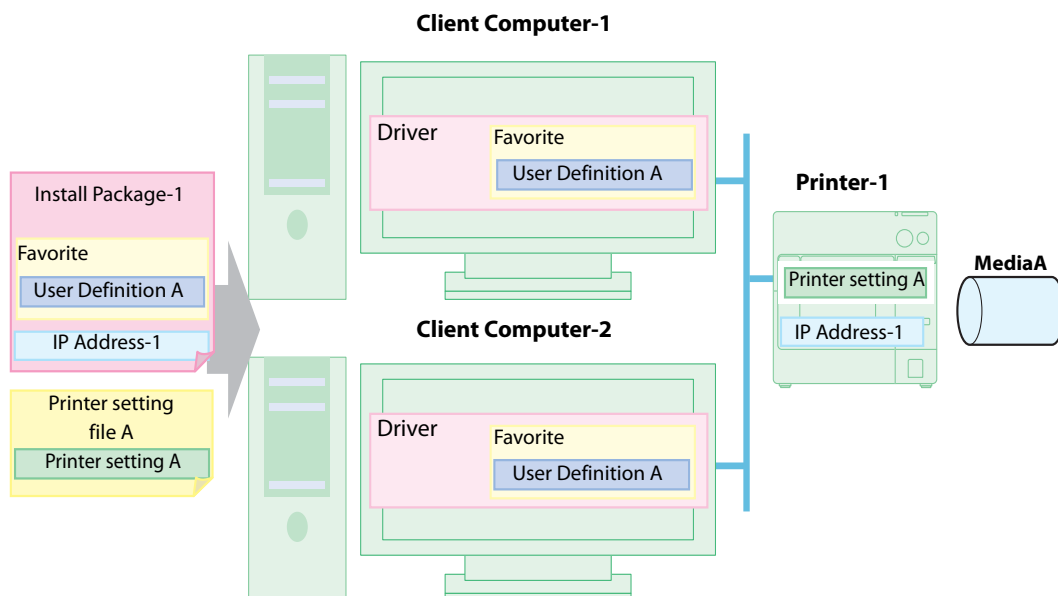 Client Computer-1
Driver
Favorite
User Definition A
Install Package-1
Favorite
User Definition A
IP Address-1
Printer setting
file A
Printer setting A
Printer-1
Printer setting A
IP Address-1
MediaA
Client Computer-2
Driver
Favorite
User Definition A